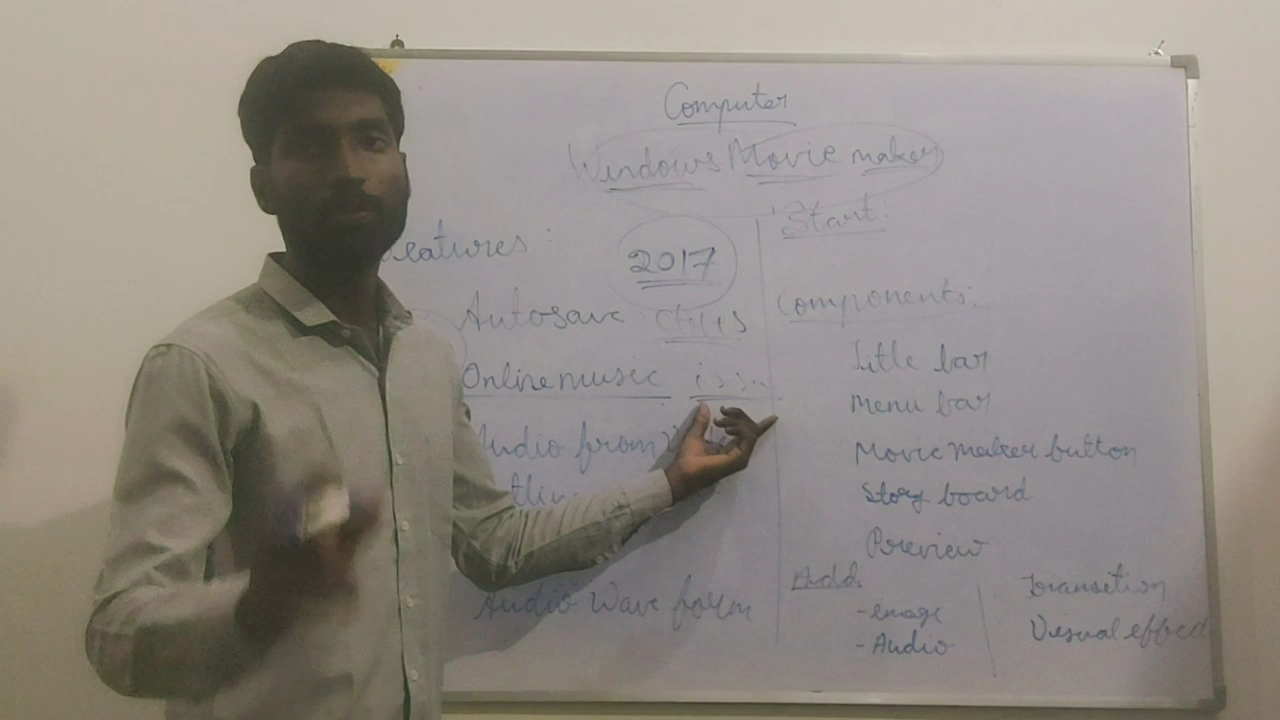 Computer
Windows Movie maker
eatures :
2017
Autosave
Online music
Audio from
Audio Wave form
Start:
Components:
Title bar
Menu bar
Movie maker button
Story board
Preview
Add.
- image
- Audio
Transetion
Visual effect